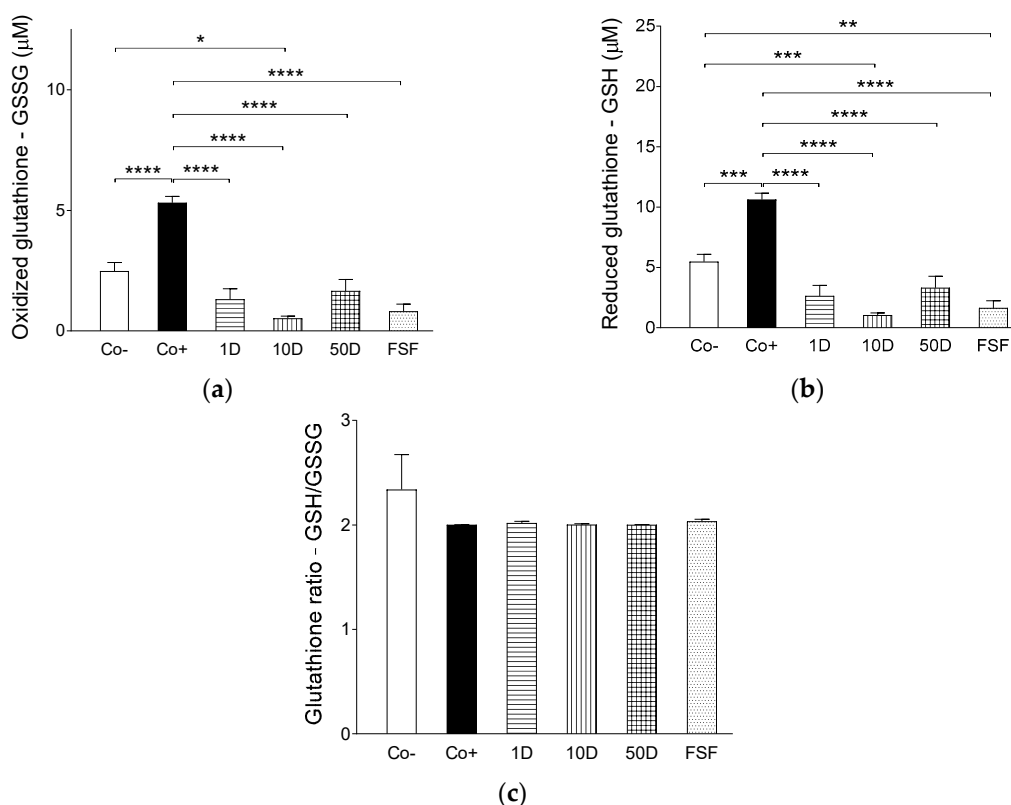 Oxidized glutathione - GSSG (μM)
10
5
0
*
****
****
****
**** ****
Co- Co+ 1D 10D 50D FSF
(a)
Reduced glutathione - GSH (μM)
25
20
15
10
5
0
**
***
****
****
****
*** ****
Co- Co+ 1D 10D 50D FSF
(b)
Glutathione ratio - GSH/GSSG
3
2
1
0
Co- Co+ 1D 10D 50D FSF
(c)